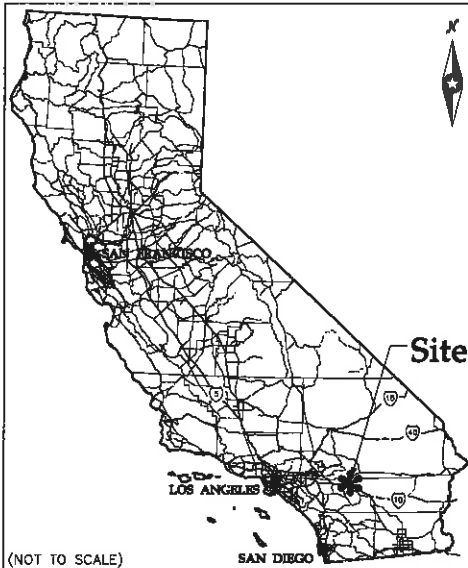 N
SAN FRANCISCO
Site
5
15
40
LOS ANGELES
10
(NOT TO SCALE)
SAN DIEGO